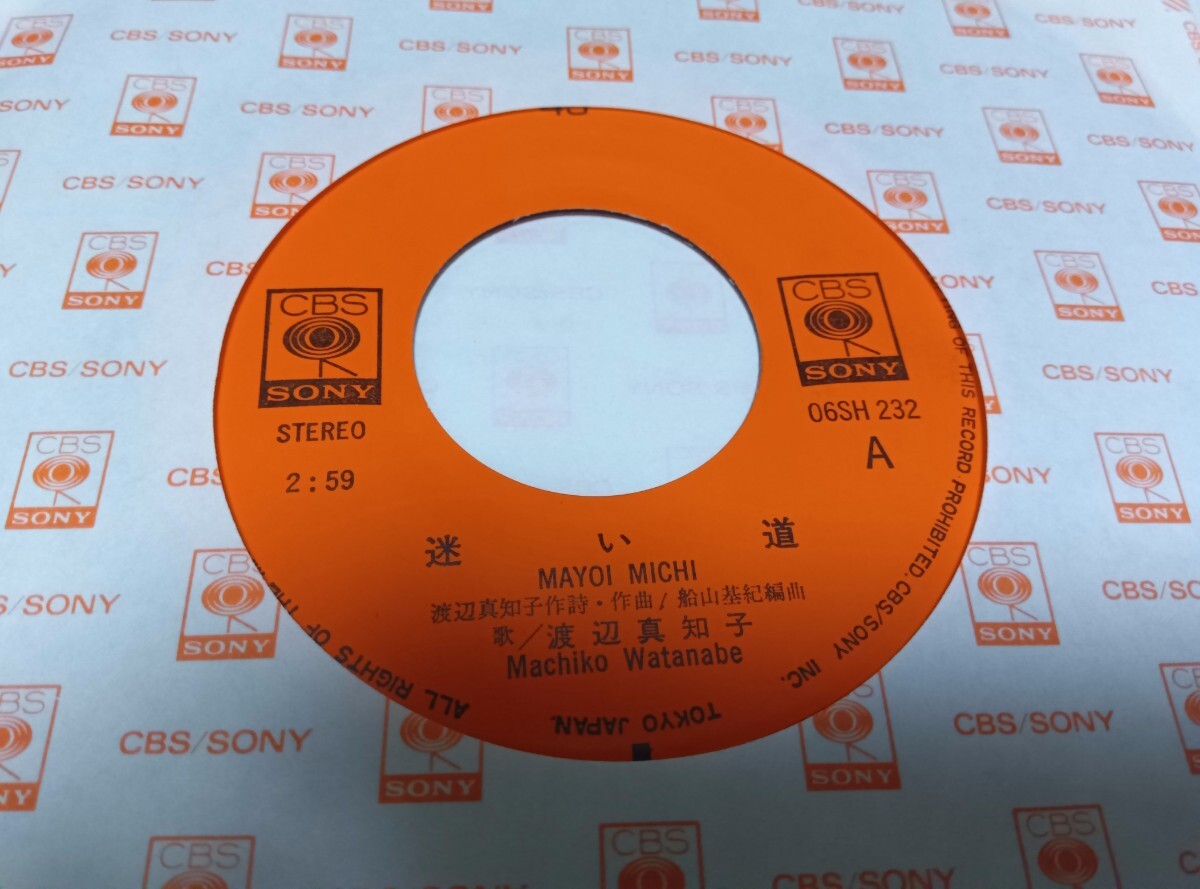 CBS
SONY
STEREO
2:59
CBS
SONY
06SH 232
A
迷い道
MAYOI MICHI
渡辺真知子作詩・作曲/船山基紀編曲
歌/渡辺真知子
Machiko Watanabe
ALL RIGHTS OF THE
TING OF THIS RECORD PROHIBITED. CBS/SONY INC.
TOKYO JAPAN.
CBS/SONY